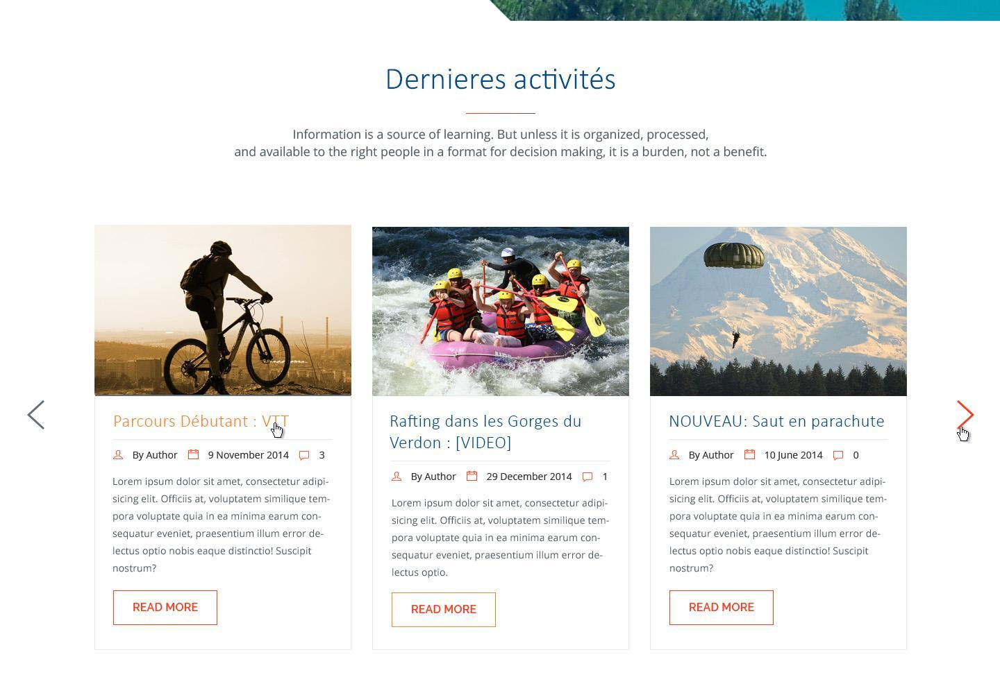 Dernieres activités
Information is a source of learning. But unless it is organized, processed,
and available to the right people in a format for decision making, it is a burden, not a benefit.
Parcours Débutant : VTT
By Author 9 November 2014 3
Lorem ipsum dolor sit amet, consectetur adipi-
sicing elit. Officiis at, voluptatem similique tem-
pora voluptate quia in ea minima earum con-
sequatur eveniet, praesentium illum error de-
lectus optio nobis eaque distinctio! Suscipit
nostrum?
READ MORE
Rafting dans les Gorges du
Verdon : [VIDEO]
By Author 29 December 2014 1
Lorem ipsum dolor sit amet, consectetur adipi-
sicing elit. Officiis at, voluptatem similique tem-
pora voluptate quia in ea minima earum con-
sequatur eveniet, praesentium illum error de-
lectus optio.
READ MORE
NOUVEAU: Saut en parachute
By Author 10 June 2014 0
Lorem ipsum dolor sit amet, consectetur adipi-
sicing elit. Officiis at, voluptatem similique tem-
pora voluptate quia in ea minima earum con-
sequatur eveniet, praesentium illum error de-
lectus optio nobis eaque distinctio! Suscipit
nostrum?
READ MORE